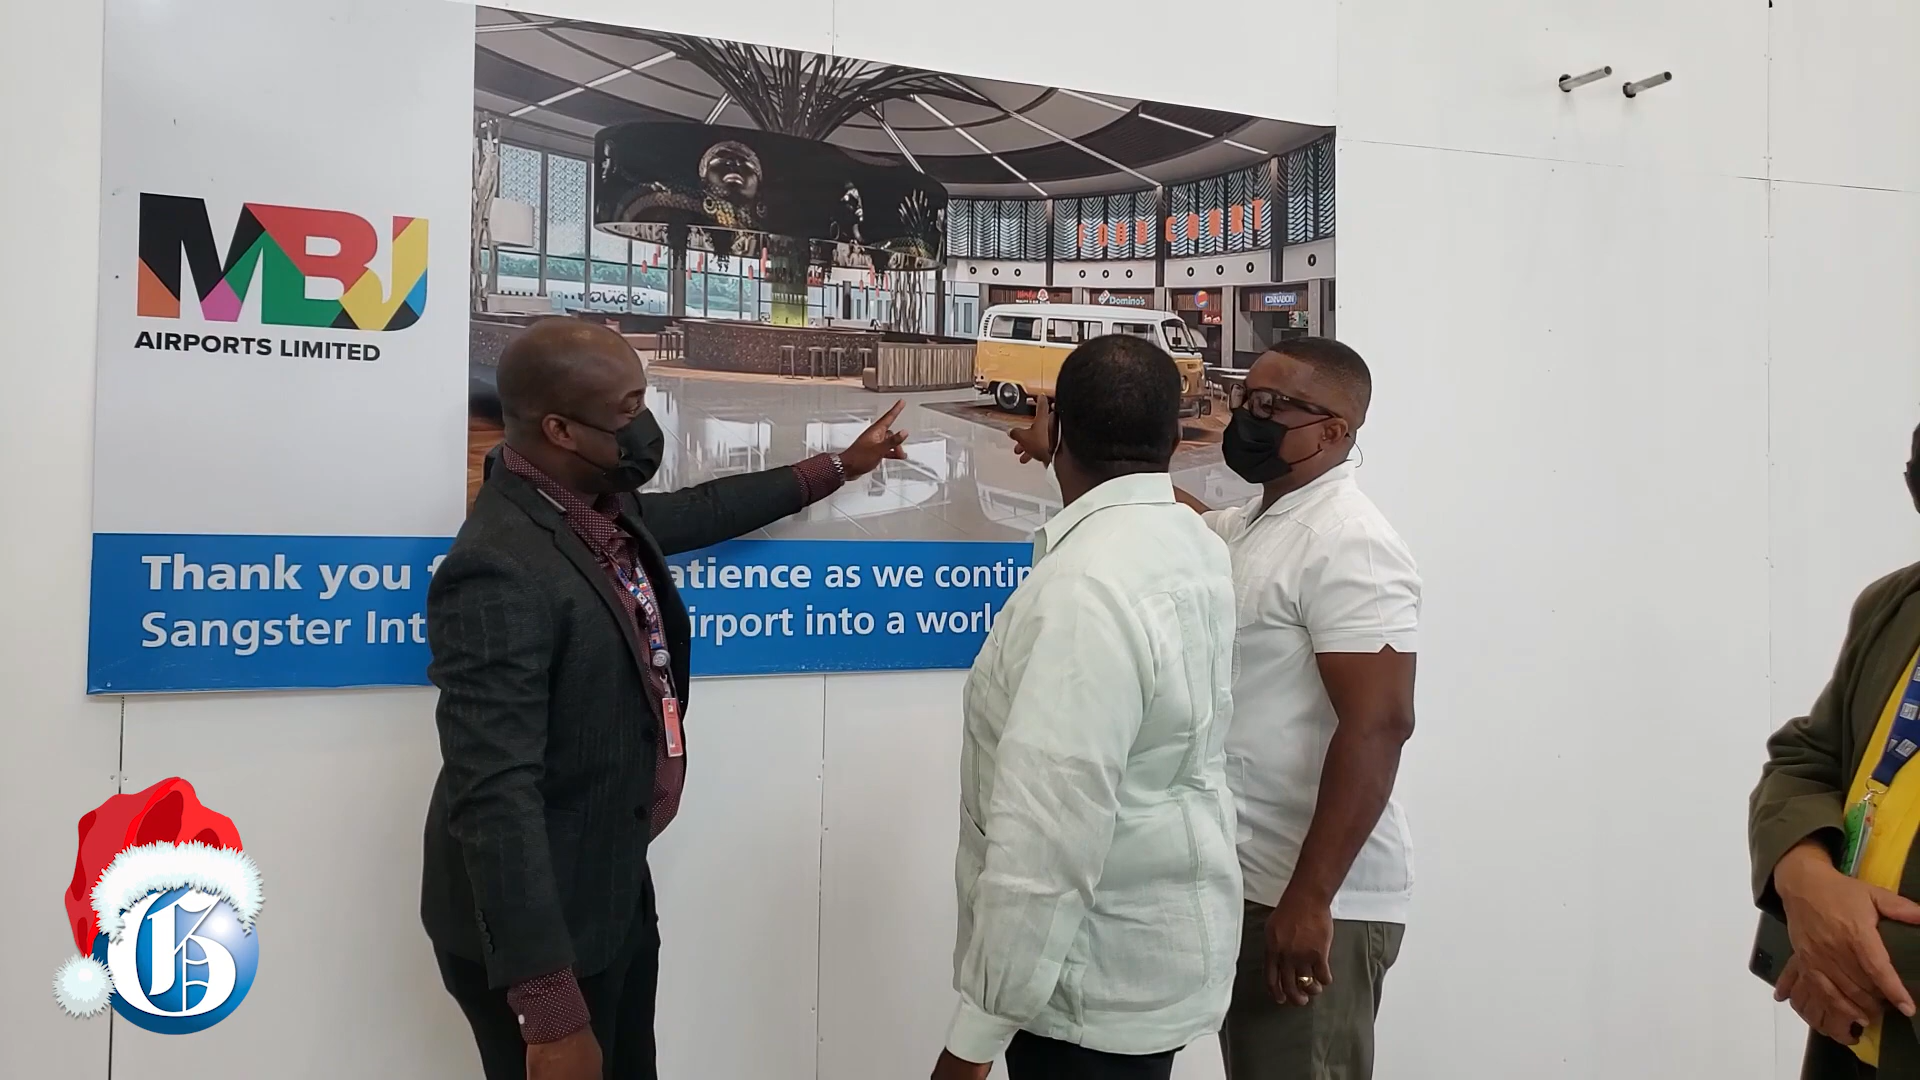 MBJ
AIRPORTS LIMITED
FOOD COURT
Domino's
CINNABON
Thank you f atience as we contin
Sangster Int irport into a worl
G